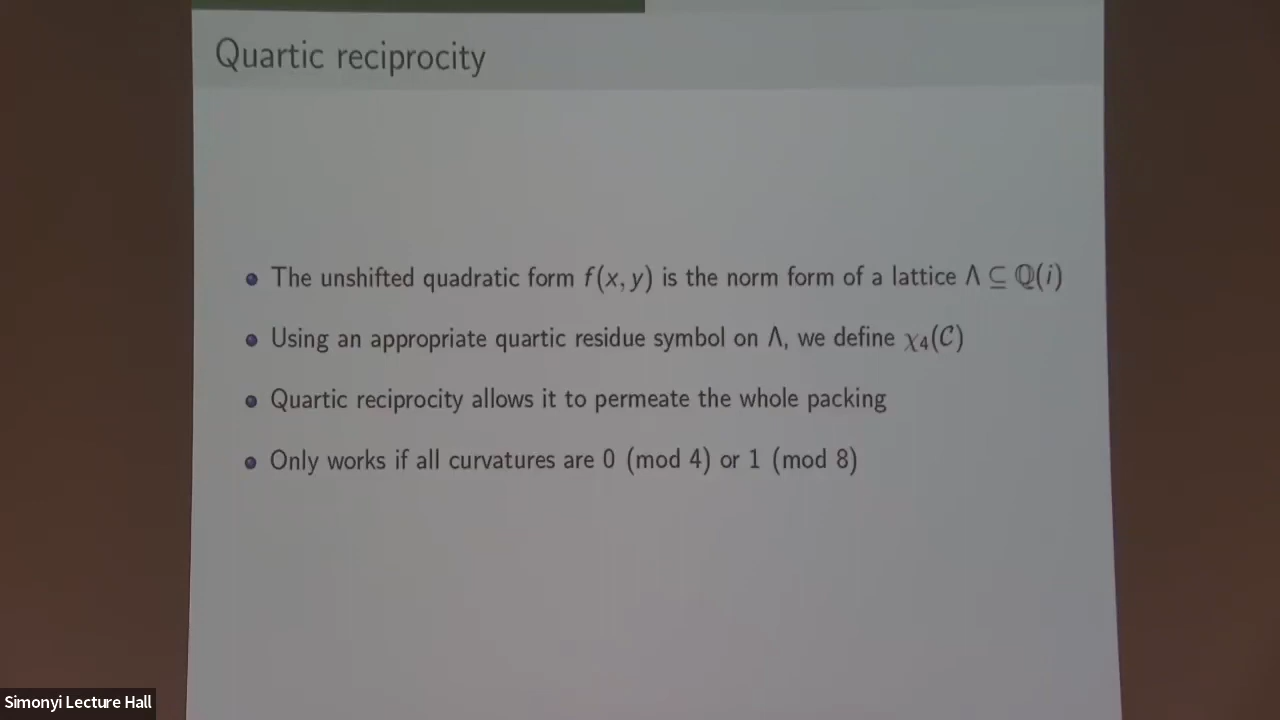 Quartic reciprocity
The unshifted quadratic form f(x, y) is the norm form of a lattice Λ ⊆ ℚ(i)
Using an appropriate quartic residue symbol on Λ, we define χ₄(𝒞)
Quartic reciprocity allows it to permeate the whole packing
Only works if all curvatures are 0 (mod 4) or 1 (mod 8)
Simonyi Lecture Hall